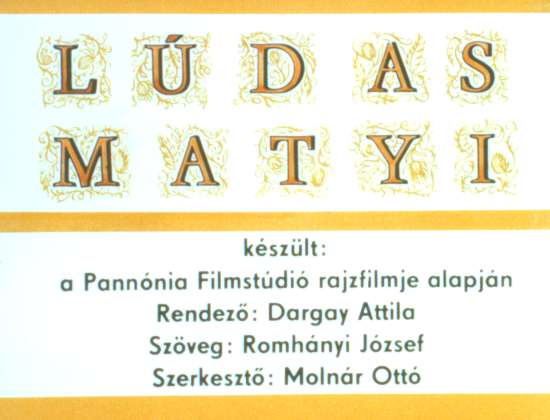 LÚDAS
MATYI
készült:
a Pannónia Filmstúdió rajzfilmje alapján
Rendező: Dargay Attila
Szöveg: Romhányi József
Szerkesztő: Molnár Ottó